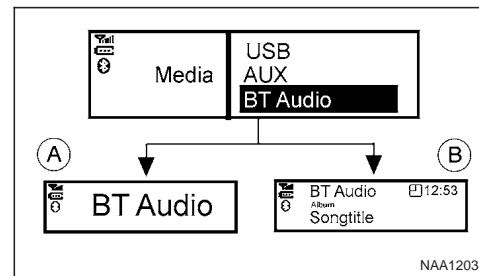 Media
USB
AUX
BT Audio
A
B
BT Audio
BT Audio 12:53
Album
Songtitle
NAA1203